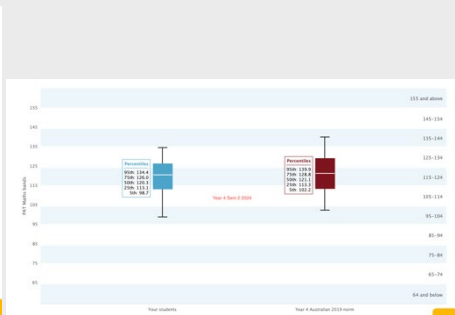 155 and above
155
145–154
145
135–144
135
125–134
125
115–124
115
105–114
105
95–104
95
85–94
85
75–84
75
65–74
65
64 and below
PAT Maths bands
Percentiles
95th 134.4
75th 126.0
50th 120.3
25th 113.1
5th 98.7
Year 4 Sem 2 2020
Percentiles
95th 139.9
75th 128.8
50th 121.1
25th 113.3
5th 102.2
Your students
Year 4 Australian 2019 norm